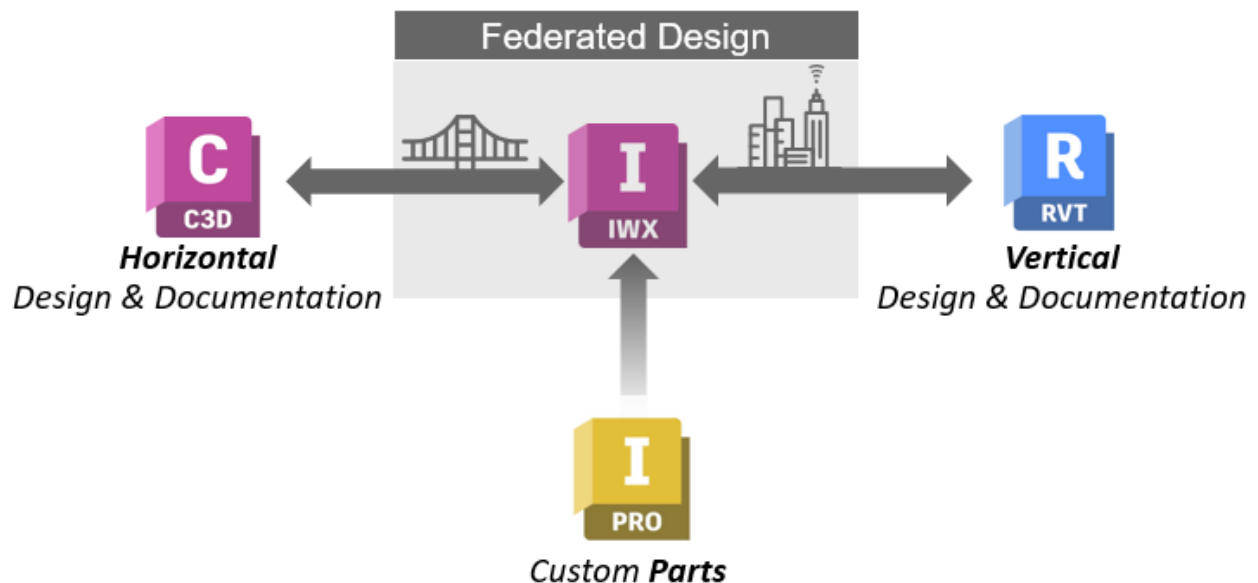 Federated Design
C
C3D
I
IWX
R
RVT
Horizontal
Design & Documentation
Vertical
Design & Documentation
I
PRO
Custom Parts